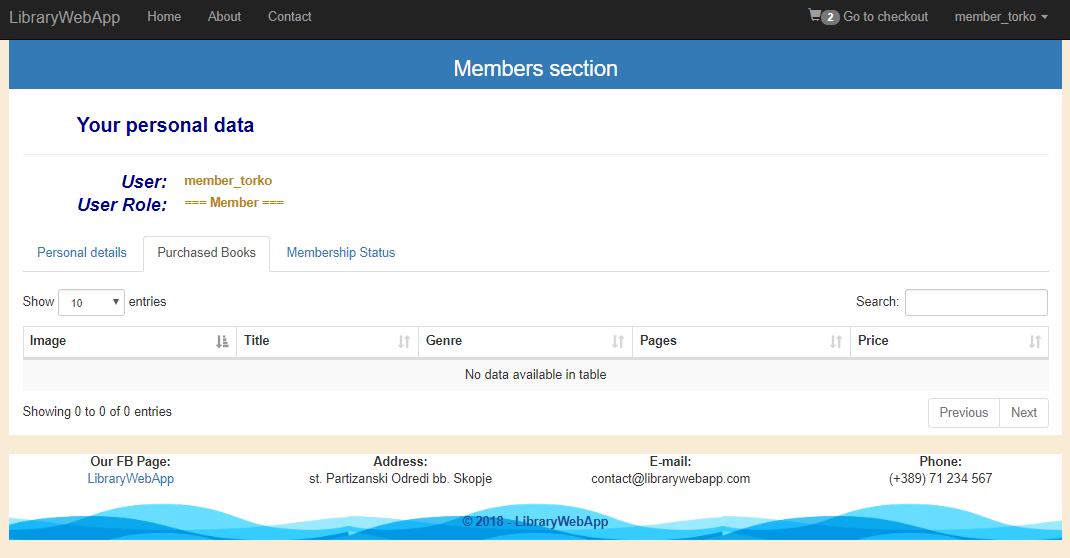 LibraryWebApp Home About Contact 2 Go to checkout member_torko
Members section
Your personal data
User: member_torko
User Role: === Member ===
Personal details Purchased Books Membership Status
Show 10 entries Search:
Image Title Genre Pages Price
No data available in table
Showing 0 to 0 of 0 entries Previous Next
Our FB Page: Address: E-mail: Phone:
LibraryWebApp st. Partizanski Odredi bb. Skopje contact@librarywebapp.com (+389) 71 234 567
© 2018 - LibraryWebApp